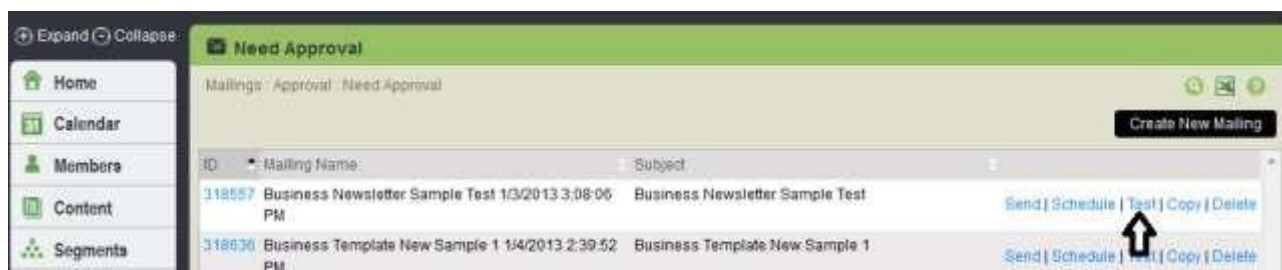 Expand Collapse
Need Approval
Home
Mailings : Approval : Need Approval
Calendar
Create New Mailing
Members
ID Mailing Name Subject
318557 Business Newsletter Sample Test 1/3/2013 3:08:06 PM Business Newsletter Sample Test Send | Schedule | Test | Copy | Delete
Content
Segments
318636 Business Template New Sample 1 1/4/2013 2:39:52 PM Business Template New Sample 1 Send | Schedule | Test | Copy | Delete